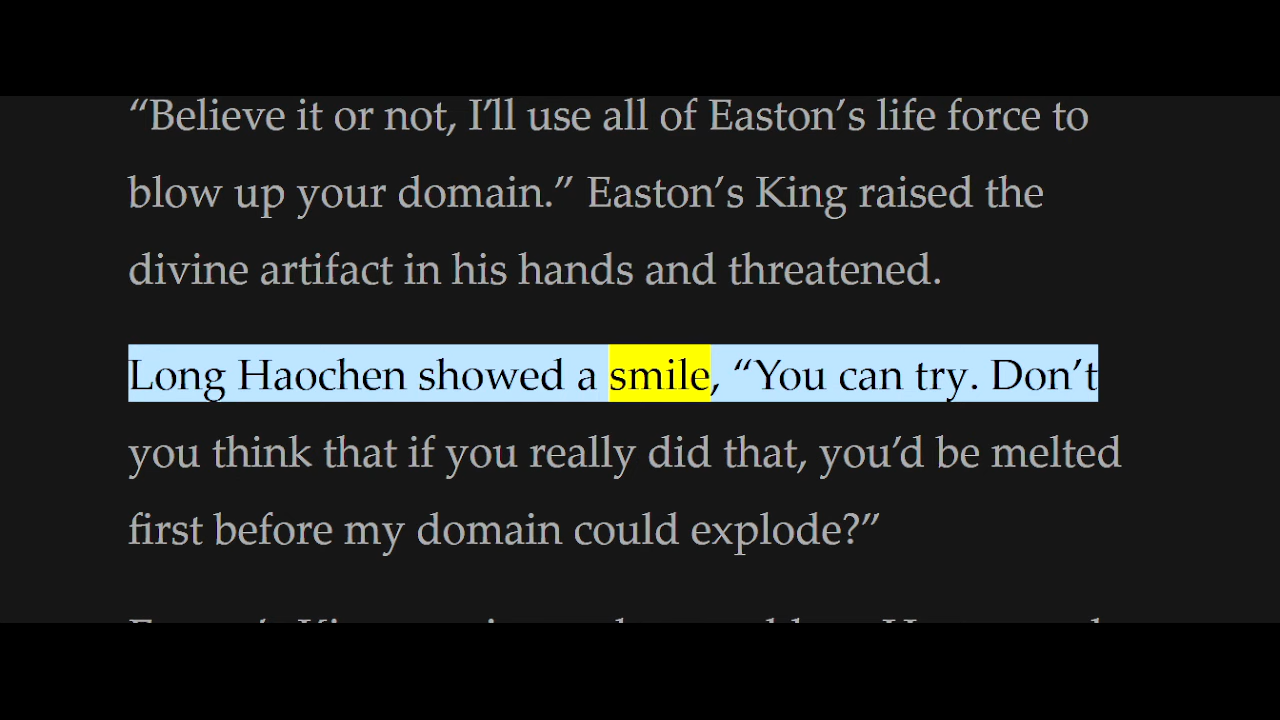 “Believe it or not, I’ll use all of Easton’s life force to
blow up your domain.” Easton’s King raised the
divine artifact in his hands and threatened.
Long Haochen showed a smile, “You can try. Don’t
you think that if you really did that, you’d be melted
first before my domain could explode?”